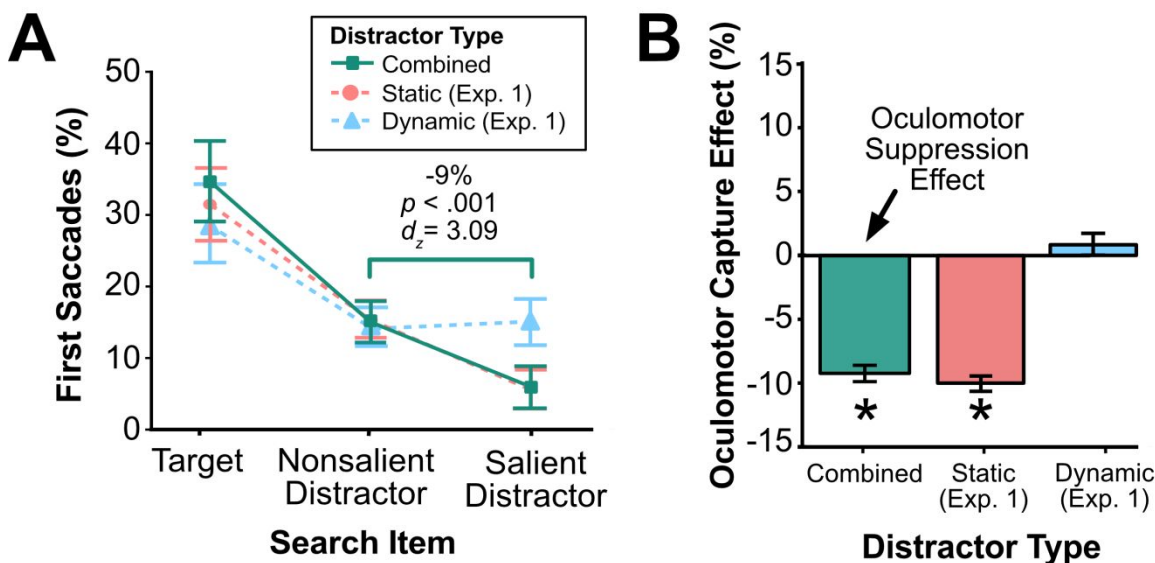 A
Distractor Type
Combined
Static (Exp. 1)
Dynamic (Exp. 1)
First Saccades (%)
50
40
30
20
10
0
-9%
p < .001
dz = 3.09
Target
Nonsalient
Distractor
Salient
Distractor
Search Item
B
Oculomotor Capture Effect (%)
15
10
5
0
-5
-10
-15
Oculomotor
Suppression
Effect
*
*
Combined
Static
(Exp. 1)
Dynamic
(Exp. 1)
Distractor Type